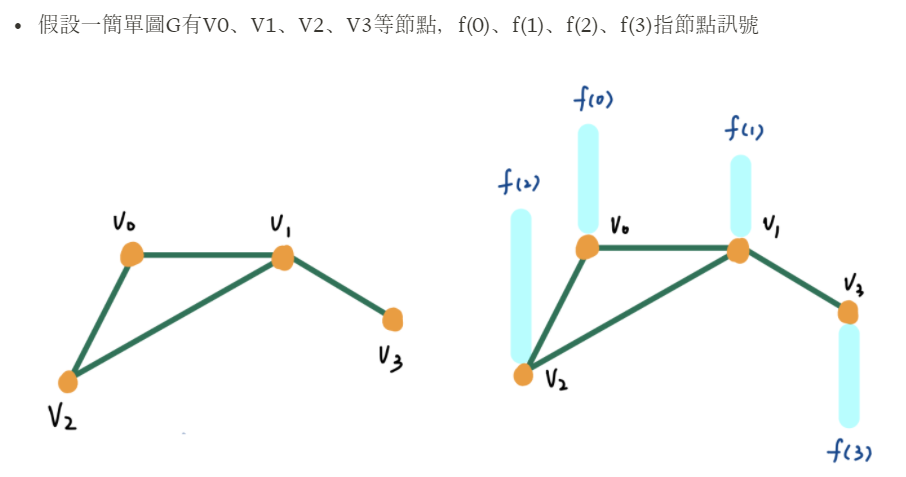 • 假設一簡單圖G有V0、V1、V2、V3等節點, f(0)、f(1)、f(2)、f(3)指節點訊號
V₀
V₁
V₂
V₃
f(0)
f(1)
f(2)
V₀
V₁
V₃
V₂
f(3)